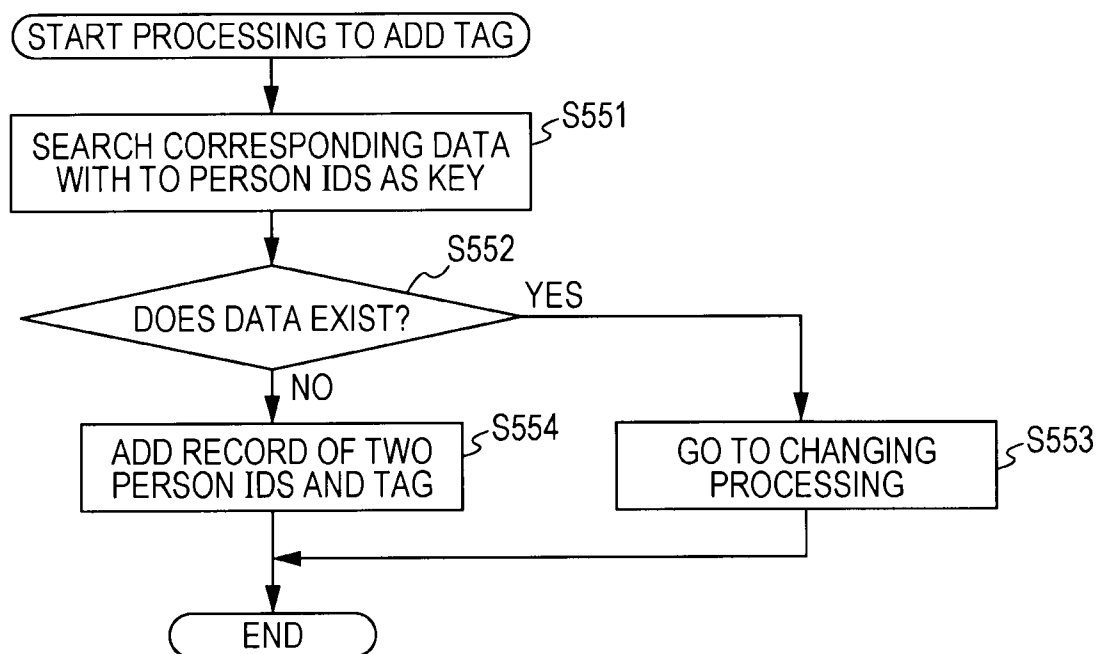 START PROCESSING TO ADD TAG
S551
SEARCH CORRESPONDING DATA
WITH TO PERSON IDS AS KEY
S552
DOES DATA EXIST?
YES
NO
S554
ADD RECORD OF TWO
PERSON IDS AND TAG
S553
GO TO CHANGING
PROCESSING
END